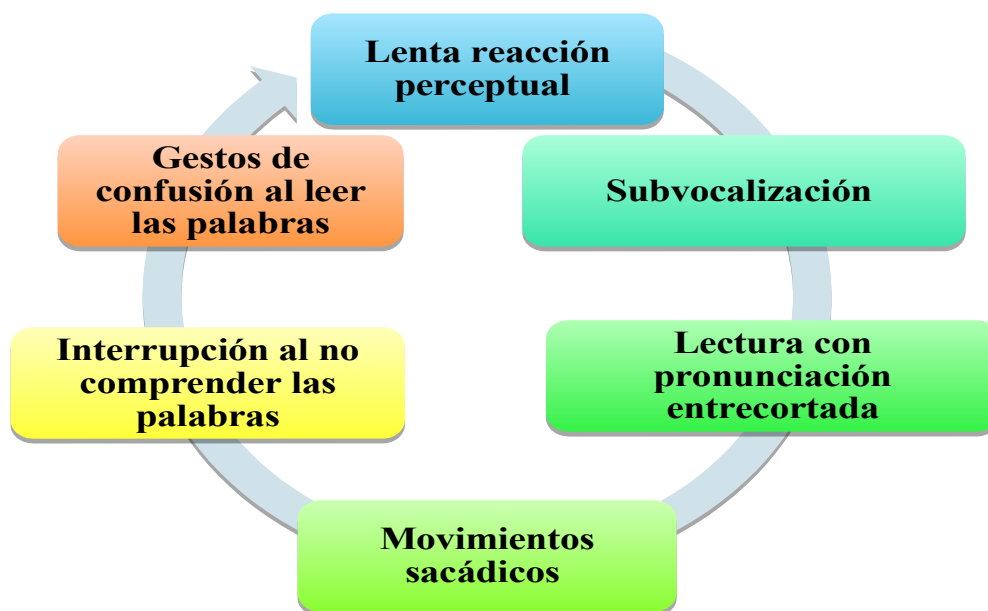 Lenta reacción
perceptual
Subvocalización
Lectura con
pronunciación
entrecortada
Movimientos
sacádicos
Interrupción al no
comprender las
palabras
Gestos de
confusión al leer
las palabras